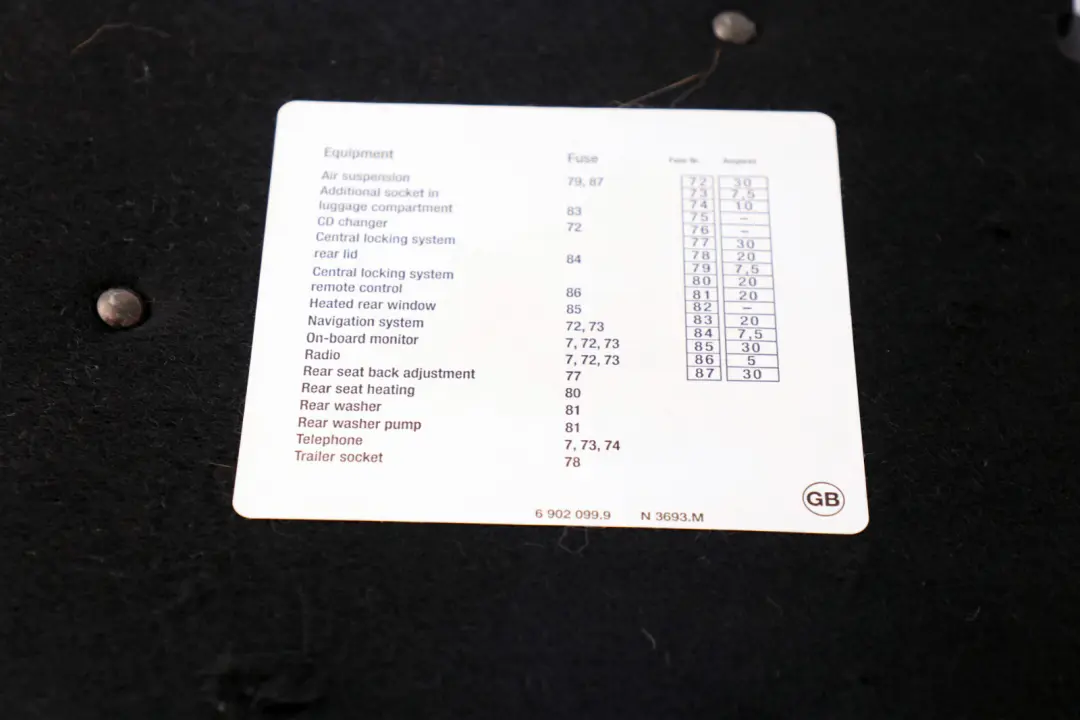 Equipment Fuse Fuse Nr. Amperes
Air suspension 79, 87
Additional socket in
luggage compartment 83
CD changer 72
Central locking system
rear lid 84
Central locking system
remote control 86
Heated rear window 85
Navigation system 72, 73
On-board monitor 7, 72, 73
Radio 7, 72, 73
Rear seat back adjustment 77
Rear seat heating 80
Rear washer 81
Rear washer pump 81
Telephone 7, 73, 74
Trailer socket 78
72 30
73 7,5
74 10
75 –
76 –
77 30
78 20
79 7,5
80 20
81 20
82 –
83 20
84 7,5
85 30
86 5
87 30
GB
6 902 099.9 N 3693.M